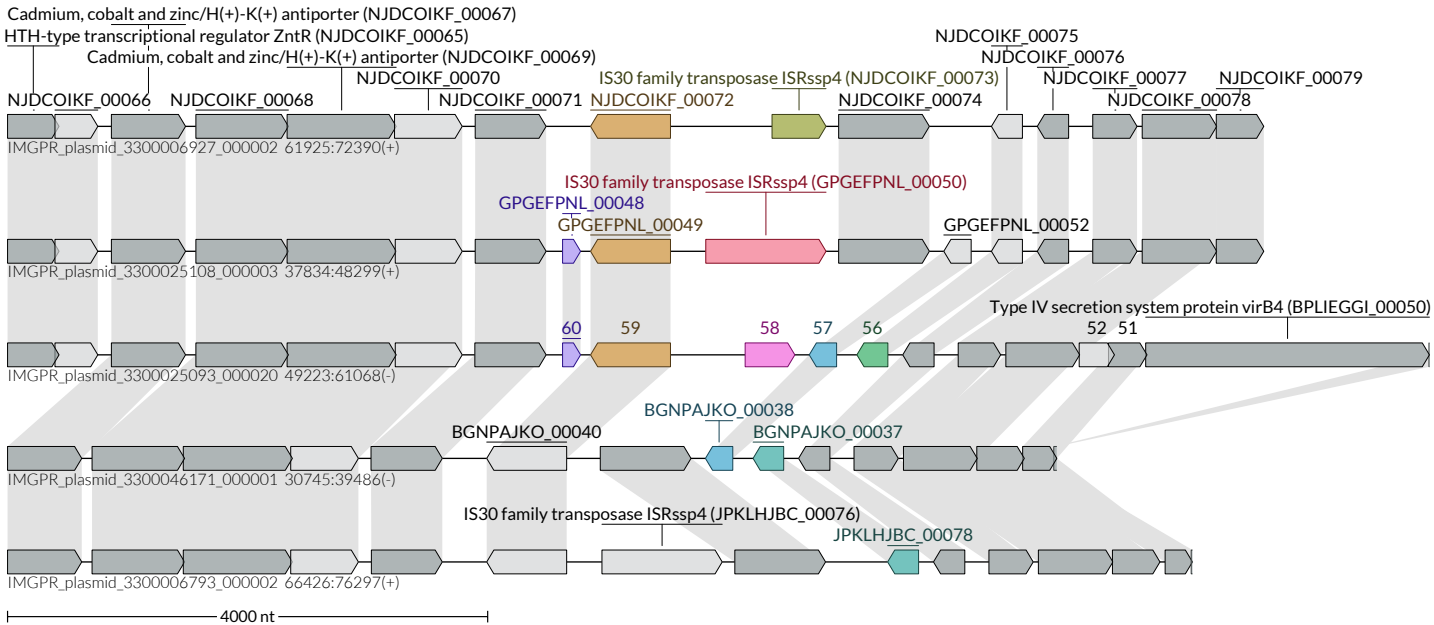 Cadmium, cobalt and zinc/H(+)-K(+) antiporter (NJDCOIKF_00067)
HTH-type transcriptional regulator ZntR (NJDCOIKF_00065)
NJDCOIKF_00075
Cadmium, cobalt and zinc/H(+)-K(+) antiporter (NJDCOIKF_00069)
NJDCOIKF_00076
NJDCOIKF_00070
IS30 family transposase ISRssp4 (NJDCOIKF_00073)
NJDCOIKF_00077
NJDCOIKF_00079
NJDCOIKF_00066
NJDCOIKF_00068
NJDCOIKF_00071
NJDCOIKF_00072
NJDCOIKF_00074
NJDCOIKF_00078
IMGPR_plasmid_3300006927_000002 61925:72390(+)
IS30 family transposase ISRssp4 (GPGEFPNL_00050)
GPGEFPNL_00048
GPGEFPNL_00049
GPGEFPNL_00052
IMGPR_plasmid_3300025108_000003 37834:48299(+)
Type IV secretion system protein virB4 (BPLIEGGI_00050)
60
59
58
57
56
52
51
IMGPR_plasmid_3300025093_000020 49223:61068(-)
BGNPAJKO_00038
BGNPAJKO_00040
BGNPAJKO_00037
IMGPR_plasmid_3300046171_000001 30745:39486(-)
IS30 family transposase ISRssp4 (JPKLHJBC_00076)
JPKLHJBC_00078
IMGPR_plasmid_3300006793_000002 66426:76297(+)
4000 nt